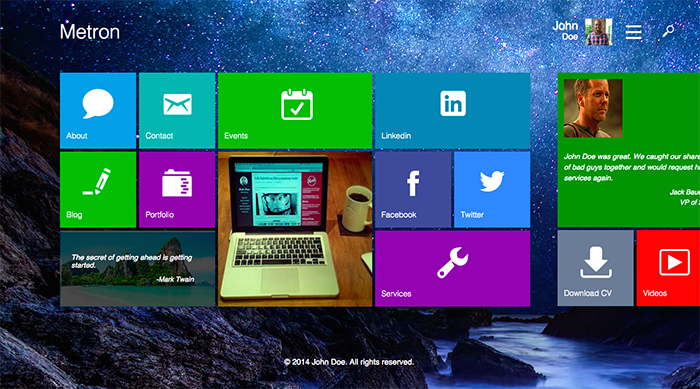 Metron
John
Doe
About
Contact
Events
Linkedin
in
John Doe was great. We caught our share
of bad guys together and would request h
services again.
Jack Baue
VP of
Blog
Portfolio
f
Facebook
Twitter
The secret of getting ahead is getting
started.
-Mark Twain
Services
Download CV
Videos
© 2014 John Doe. All rights reserved.